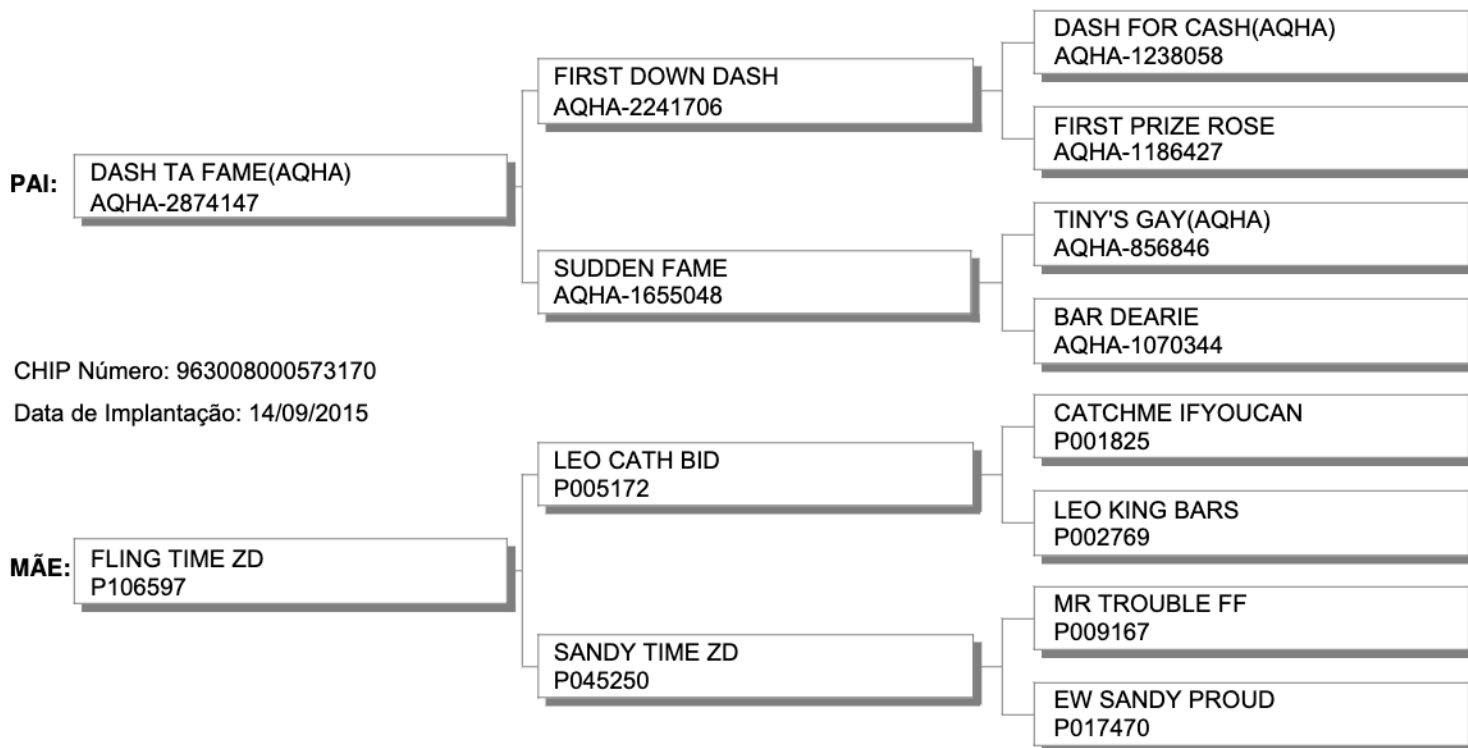 PAI:
DASH TA FAME(AQHA)
AQHA-2874147
FIRST DOWN DASH
AQHA-2241706
DASH FOR CASH(AQHA)
AQHA-1238058
FIRST PRIZE ROSE
AQHA-1186427
SUDDEN FAME
AQHA-1655048
TINY'S GAY(AQHA)
AQHA-856846
BAR DEARIE
AQHA-1070344
CHIP Número: 963008000573170
Data de Implantação: 14/09/2015
MÃE:
FLING TIME ZD
P106597
LEO CATH BID
P005172
CATCHME IFYOUCAN
P001825
LEO KING BARS
P002769
SANDY TIME ZD
P045250
MR TROUBLE FF
P009167
EW SANDY PROUD
P017470